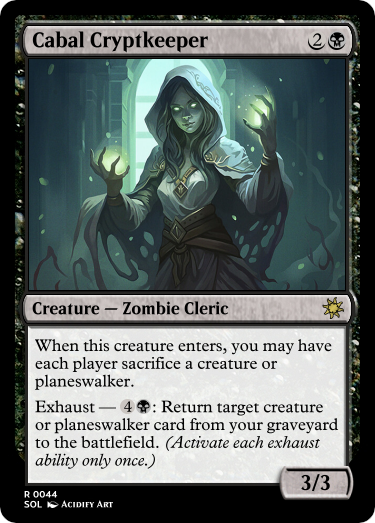 Cabal Cryptkeeper 2
Creature — Zombie Cleric
When this creature enters, you may have
each player sacrifice a creature or
planeswalker.
Exhaust — 4: Return target creature
or planeswalker card from your graveyard
to the battlefield. (Activate each exhaust
ability only once.)
3/3
R 0044
SOL Acidify Art